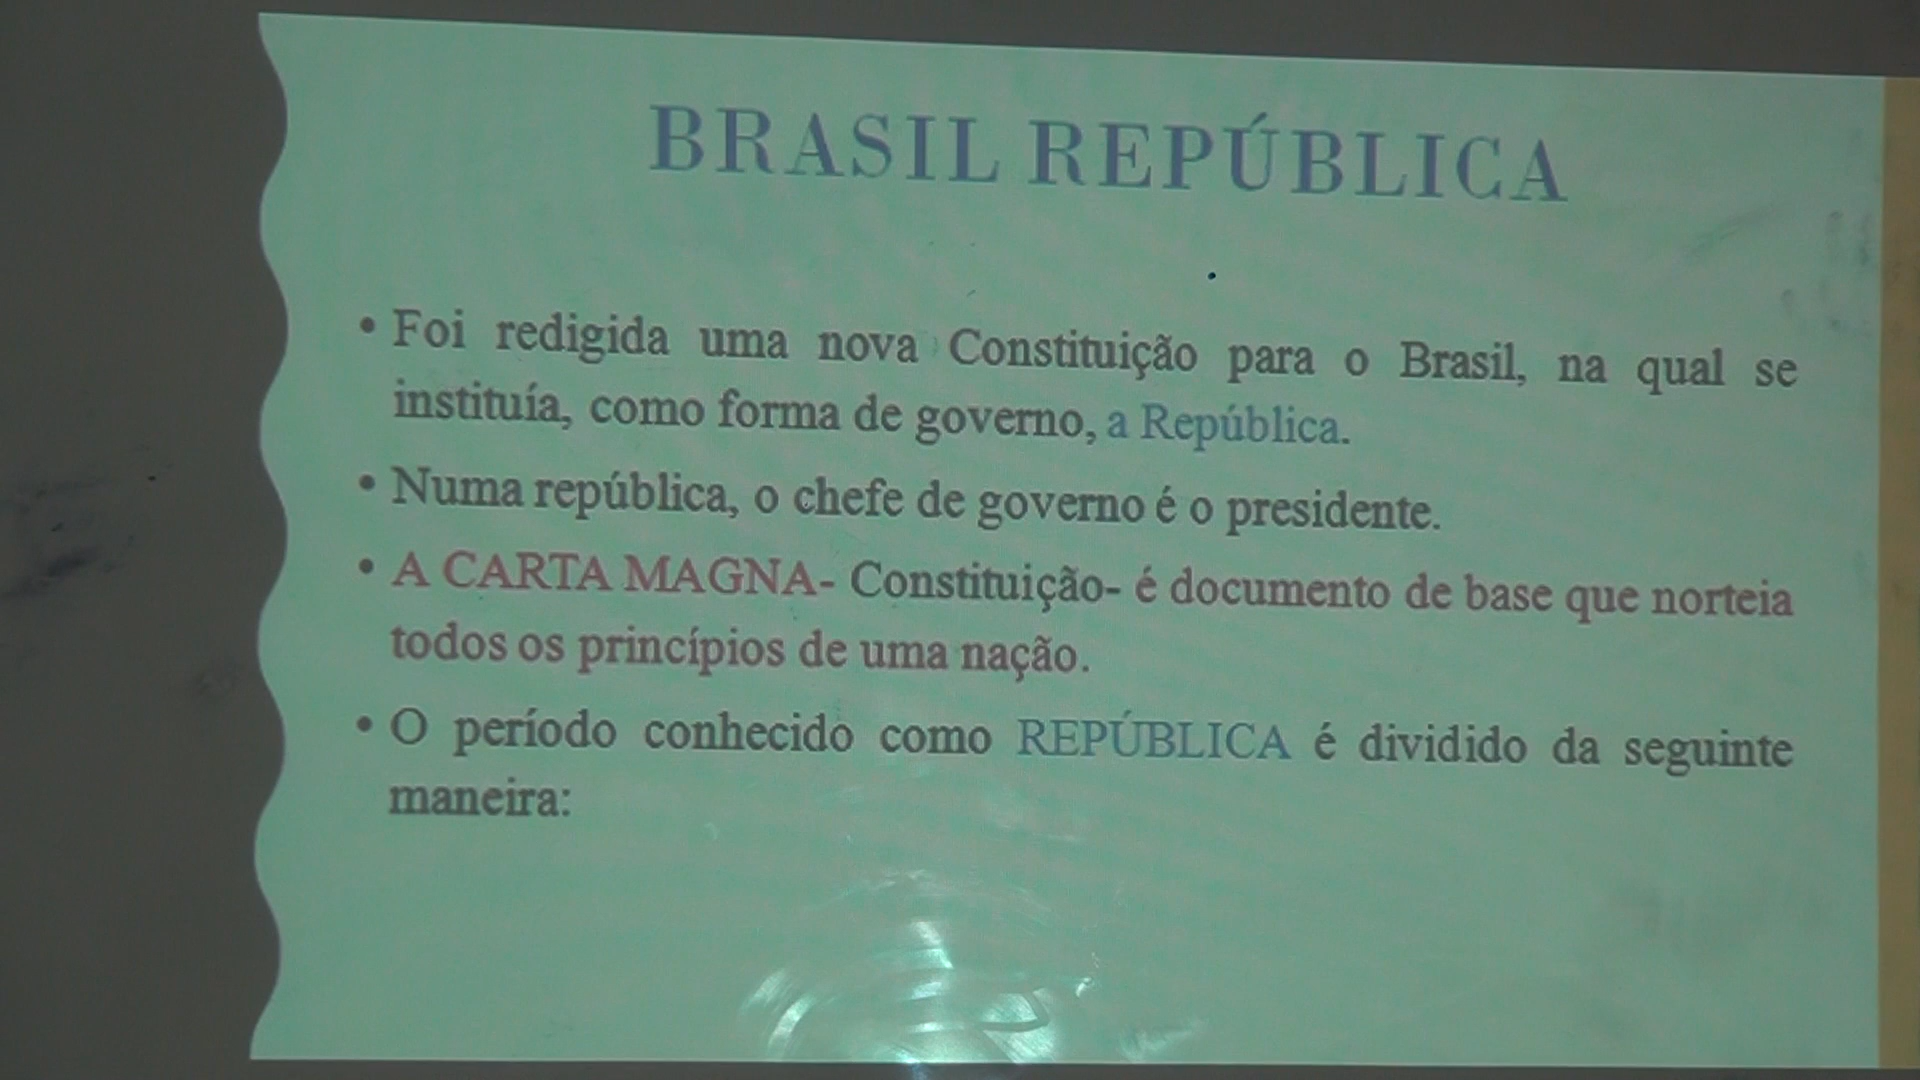 BRASIL REPÚBLICA
• Foi redigida uma nova Constituição para o Brasil, na qual se
instituía, como forma de governo, a República.
• Numa república, o chefe de governo é o presidente.
• A CARTA MAGNA- Constituição- é documento de base que norteia
todos os princípios de uma nação.
• O período conhecido como REPÚBLICA é dividido da seguinte
maneira: